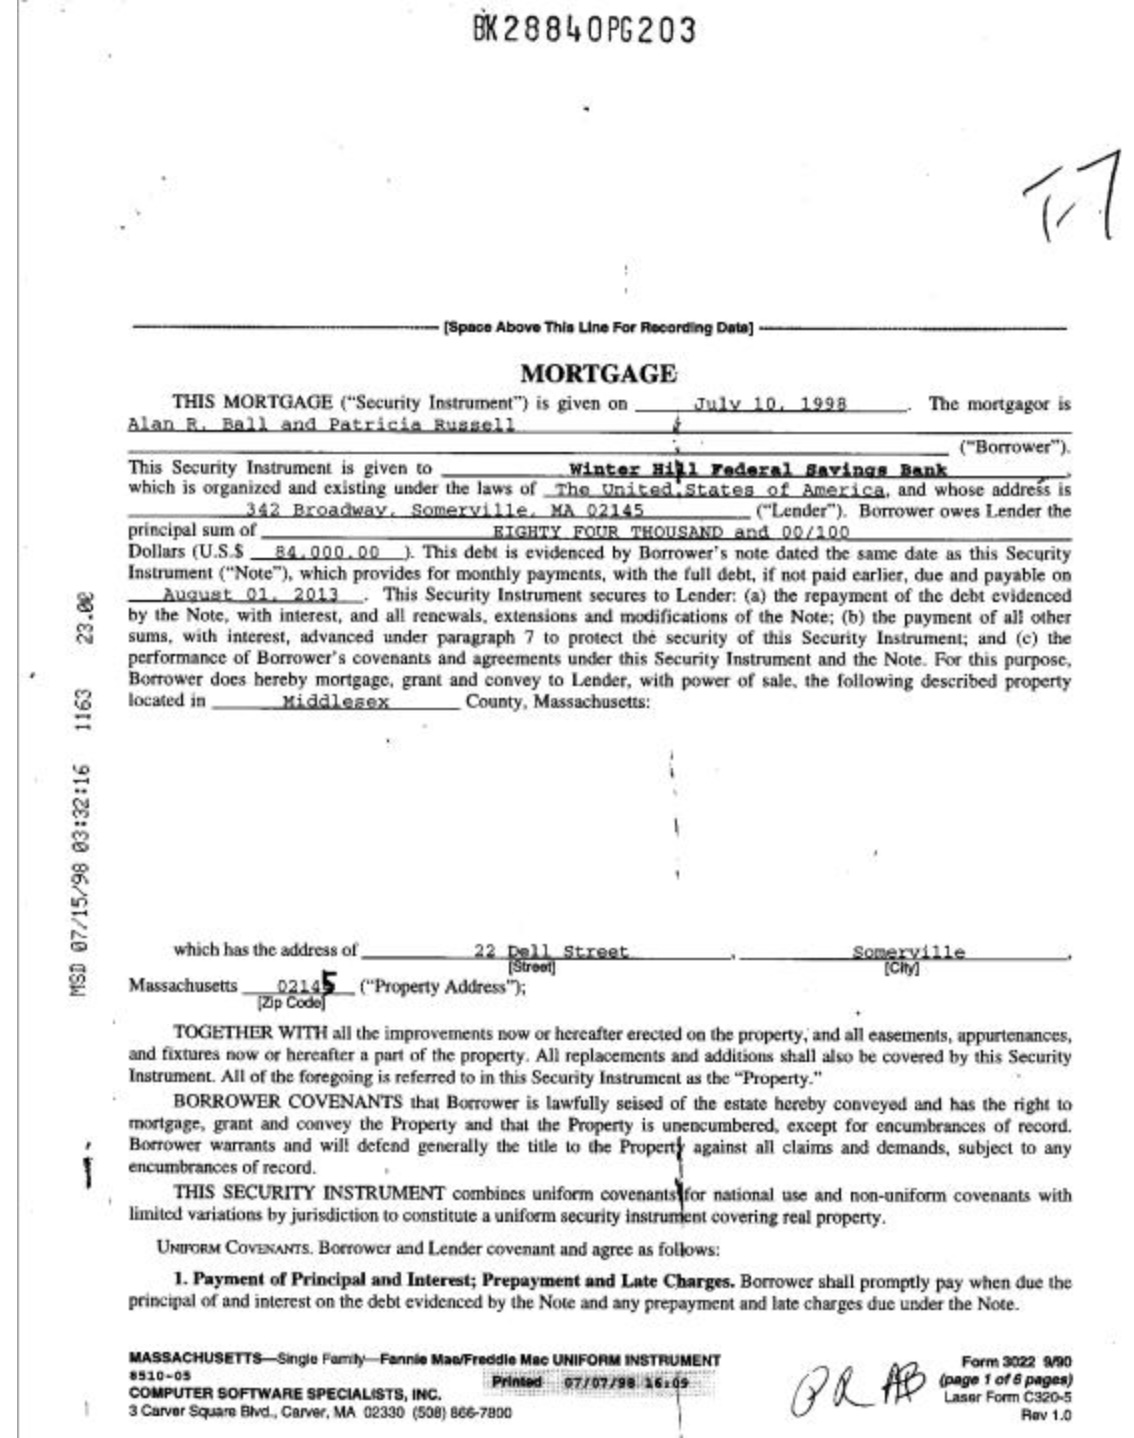 BK28840PG203
[Space Above This Line For Recording Data]
MORTGAGE
THIS MORTGAGE (“Security Instrument”) is given on July 10, 1998 . The mortgagor is
Alan R. Ball and Patricia Russell
(“Borrower”).
This Security Instrument is given to Winter Hill Federal Savings Bank ,
which is organized and existing under the laws of The United States of America, and whose address is
342 Broadway, Somerville, MA 02145 (“Lender”). Borrower owes Lender the
principal sum of EIGHTY FOUR THOUSAND and 00/100
Dollars (U.S.$ 84,000.00 ). This debt is evidenced by Borrower’s note dated the same date as this Security
Instrument (“Note”), which provides for monthly payments, with the full debt, if not paid earlier, due and payable on
August 01, 2013 . This Security Instrument secures to Lender: (a) the repayment of the debt evidenced
by the Note, with interest, and all renewals, extensions and modifications of the Note; (b) the payment of all other
sums, with interest, advanced under paragraph 7 to protect the security of this Security Instrument; and (c) the
performance of Borrower’s covenants and agreements under this Security Instrument and the Note. For this purpose,
Borrower does hereby mortgage, grant and convey to Lender, with power of sale, the following described property
located in Middlesex County, Massachusetts:
MSD 07/15/98 03:32:16 1163 23.00
which has the address of 22 Dell Street , Somerville ,
[Street] [City]
Massachusetts 02145 (“Property Address”);
[Zip Code]
TOGETHER WITH all the improvements now or hereafter erected on the property, and all easements, appurtenances,
and fixtures now or hereafter a part of the property. All replacements and additions shall also be covered by this Security
Instrument. All of the foregoing is referred to in this Security Instrument as the “Property.”
BORROWER COVENANTS that Borrower is lawfully seised of the estate hereby conveyed and has the right to
mortgage, grant and convey the Property and that the Property is unencumbered, except for encumbrances of record.
Borrower warrants and will defend generally the title to the Property against all claims and demands, subject to any
encumbrances of record.
THIS SECURITY INSTRUMENT combines uniform covenants for national use and non-uniform covenants with
limited variations by jurisdiction to constitute a uniform security instrument covering real property.
UNIFORM COVENANTS. Borrower and Lender covenant and agree as follows:
1. Payment of Principal and Interest; Prepayment and Late Charges. Borrower shall promptly pay when due the
principal of and interest on the debt evidenced by the Note and any prepayment and late charges due under the Note.
MASSACHUSETTS—Single Family—Fannie Mae/Freddie Mac UNIFORM INSTRUMENT
8510-05
Printed 07/07/98 16:09
COMPUTER SOFTWARE SPECIALISTS, INC.
3 Carver Square Blvd., Carver, MA 02330 (508) 866-7800
PR AB
Form 3022 9/90
(page 1 of 6 pages)
Laser Form C320-5
Rev 1.0